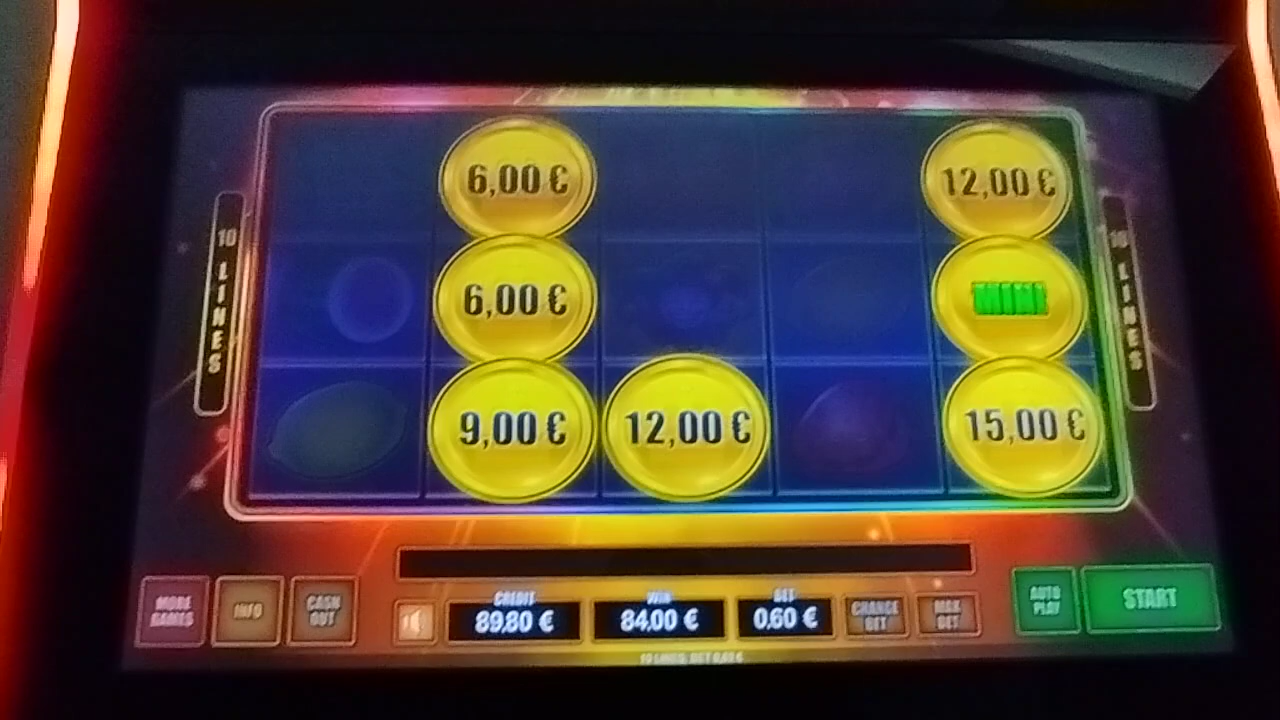 6,00 €
12,00 €
10 LINES
6,00 €
MINI
10 LINES
9,00 €
12,00 €
15,00 €
MORE GAMES
INFO
CASH OUT
CREDIT
89,80 €
WIN
84,00 €
BET
0,60 €
CHANGE BET
MAX BET
AUTO PLAY
START